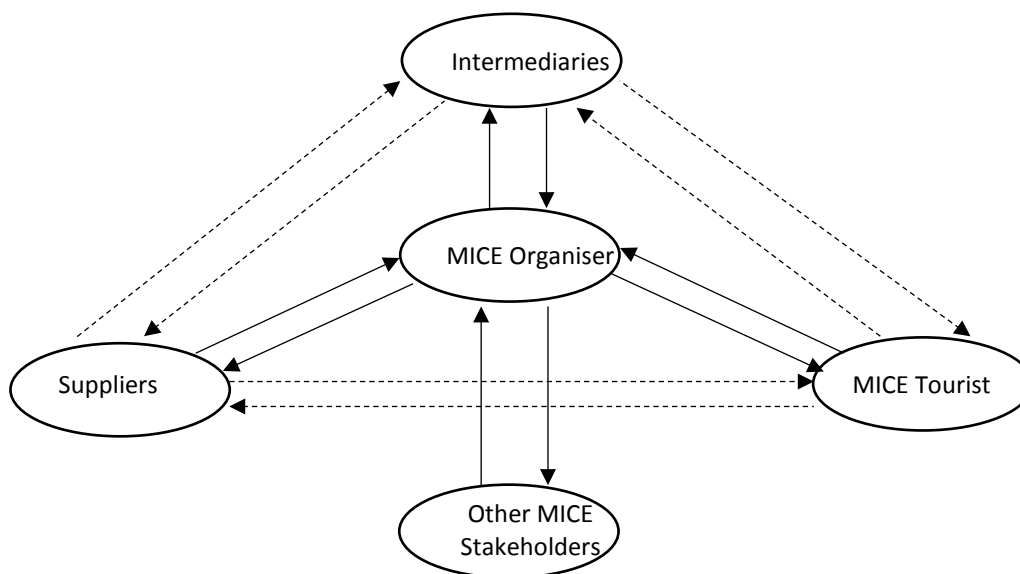 Intermediaries
MICE Organiser
Suppliers
MICE Tourist
Other MICE
Stakeholders